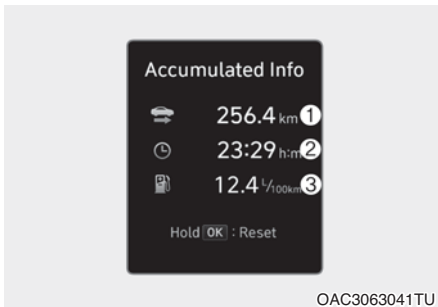 Accumulated Info
256.4 km ①
23:29 h:m ②
12.4 L/100km ③
Hold OK : Reset
OAC3063041TU